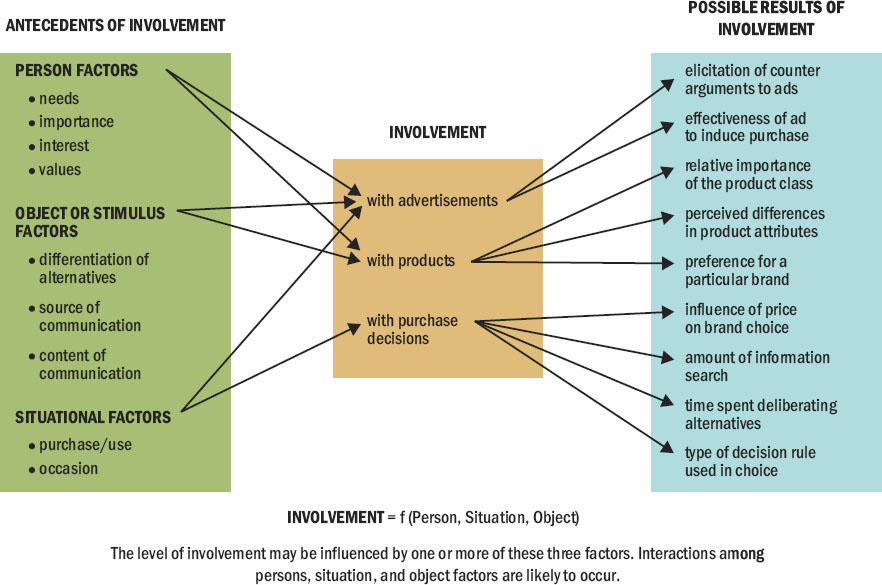 ANTECEDENTS OF INVOLVEMENT
PERSON FACTORS
• needs
• importance
• interest
• values
OBJECT OR STIMULUS
FACTORS
• differentiation of
alternatives
• source of
communication
• content of
communication
SITUATIONAL FACTORS
• purchase/use
• occasion
INVOLVEMENT
with advertisements
with products
with purchase
decisions
POSSIBLE RESULTS OF
INVOLVEMENT
elicitation of counter
arguments to ads
effectiveness of ad
to induce purchase
relative importance
of the product class
perceived differences
in product attributes
preference for a
particular brand
influence of price
on brand choice
amount of information
search
time spent deliberating
alternatives
type of decision rule
used in choice
INVOLVEMENT = f (Person, Situation, Object)
The level of involvement may be influenced by one or more of these three factors. Interactions among
persons, situation, and object factors are likely to occur.